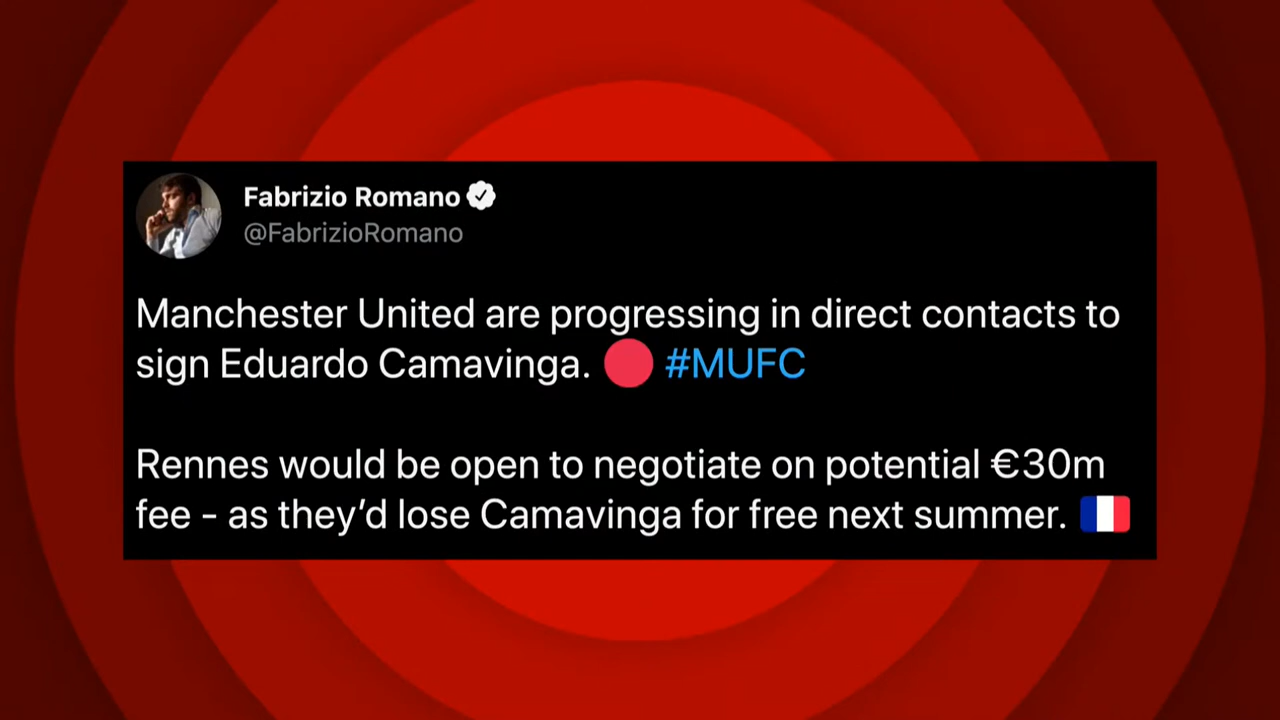 Fabrizio Romano
@FabrizioRomano
Manchester United are progressing in direct contacts to
sign Eduardo Camavinga. 🔴 #MUFC
Rennes would be open to negotiate on potential €30m
fee - as they’d lose Camavinga for free next summer. 🇫🇷